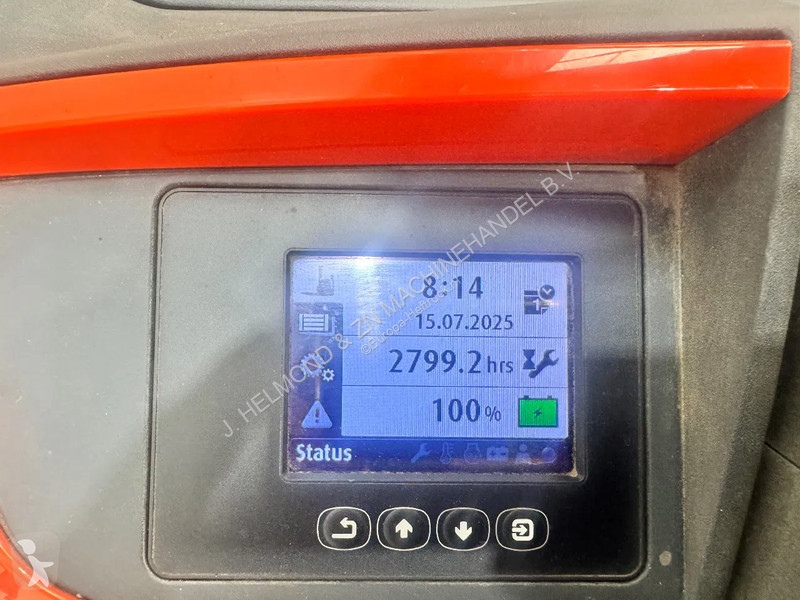 8:14
15.07.2025
2799.2 hrs
100%
Status
J. HELMOND & ZN MACHINEHANDEL B.V.